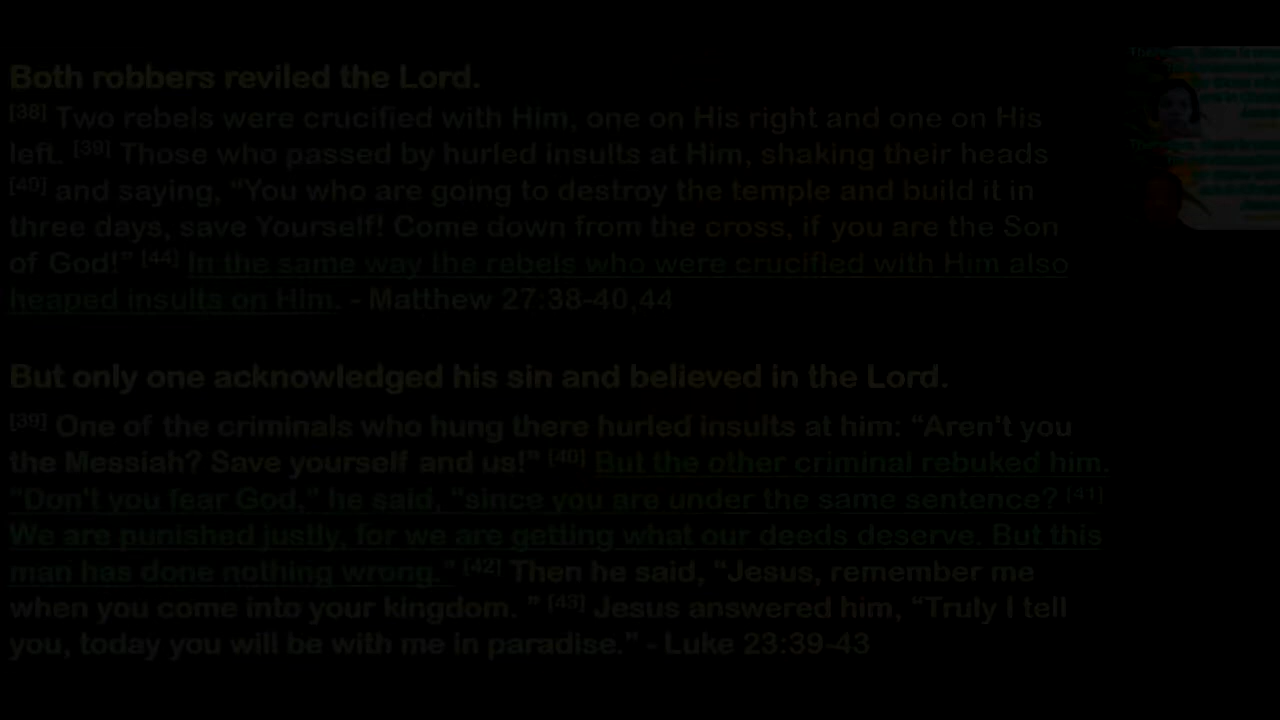 Both robbers reviled the Lord.
[38] Two rebels were crucified with Him, one on His right and one on His
left. [39] Those who passed by hurled insults at Him, shaking their heads
[40] and saying, "You who are going to destroy the temple and build it in
three days, save Yourself! Come down from the cross, if you are the Son
of God!" [44] In the same way the rebels who were crucified with Him also
heaped insults on Him. - Matthew 27:38-40,44
But only one acknowledged his sin and believed in the Lord.
[39] One of the criminals who hung there hurled insults at him: “Aren't you
the Messiah? Save yourself and us!” [40] But the other criminal rebuked him.
"Don't you fear God," he said, "since you are under the same sentence? [41]
We are punished justly, for we are getting what our deeds deserve. But this
man has done nothing wrong." [42] Then he said, “Jesus, remember me
when you come into your kingdom. ” [43] Jesus answered him, “Truly I tell
you, today you will be with me in paradise.” - Luke 23:39-43